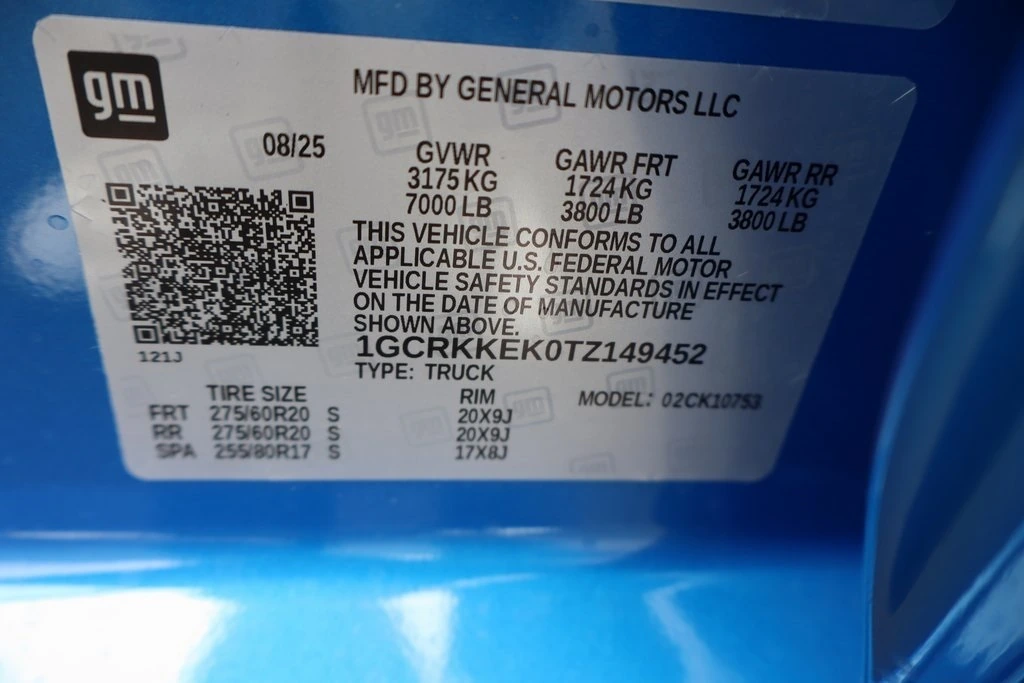 gm
MFD BY GENERAL MOTORS LLC
08/25
GVWR GAWR FRT GAWR RR
3175 KG 1724 KG 1724 KG
7000 LB 3800 LB 3800 LB
THIS VEHICLE CONFORMS TO ALL
APPLICABLE U.S. FEDERAL MOTOR
VEHICLE SAFETY STANDARDS IN EFFECT
ON THE DATE OF MANUFACTURE
SHOWN ABOVE.
1GCRKKEK0TZ149452
121J
TYPE: TRUCK
TIRE SIZE RIM MODEL: 02CK10753
FRT 275/60R20 S 20X9J
RR 275/60R20 S 20X9J
SPA 255/80R17 S 17X8J